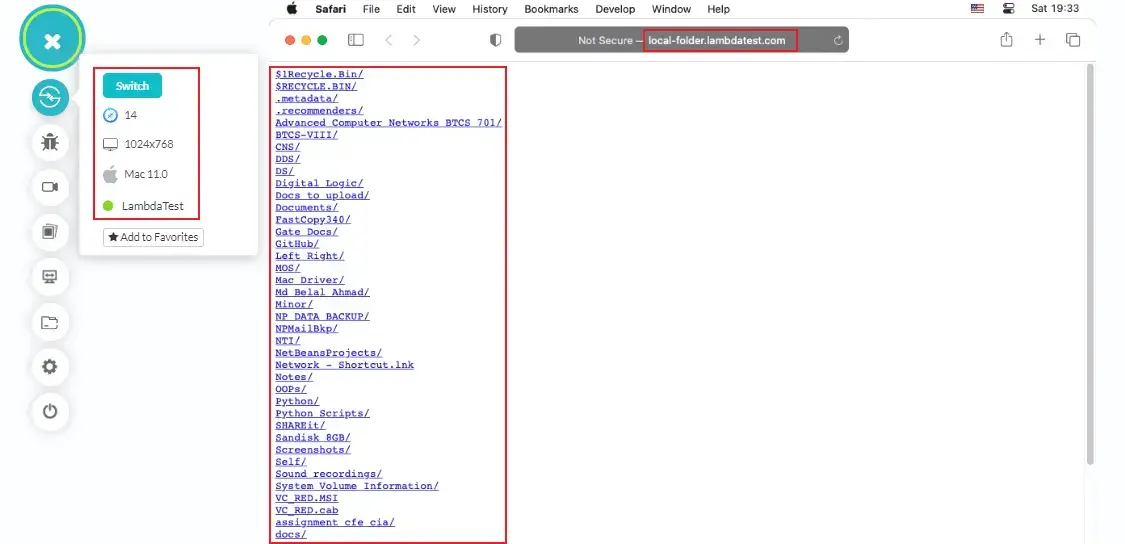 Safari File Edit View History Bookmarks Develop Window Help Sat 19:33
Not Secure — local-folder.lambdatest.com
Switch
14
1024x768
Mac 11.0
LambdaTest
Add to Favorites
$1Recycle.Bin/
$RECYCLE.BIN/
.metadata/
.recommenders/
Advanced Computer Networks BTCS 701/
BTCS-VIII/
CNS/
DDS/
DS/
Digital Logic/
Docs to upload/
Documents/
FastCopy340/
Gate Docs/
GitHub/
Left Right/
MOS/
Mac Driver/
Md Belal Ahmad/
Minor/
NP DATA BACKUP/
NPMailBkp/
NTI/
NetBeansProjects/
Network - Shortcut.lnk
Notes/
OOPs/
Python/
Python Scripts/
SHAREit/
Sandisk 8GB/
Screenshots/
Self/
Sound recordings/
System Volume Information/
VC_RED.MSI
VC_RED.cab
assignment cfe cia/
docs/